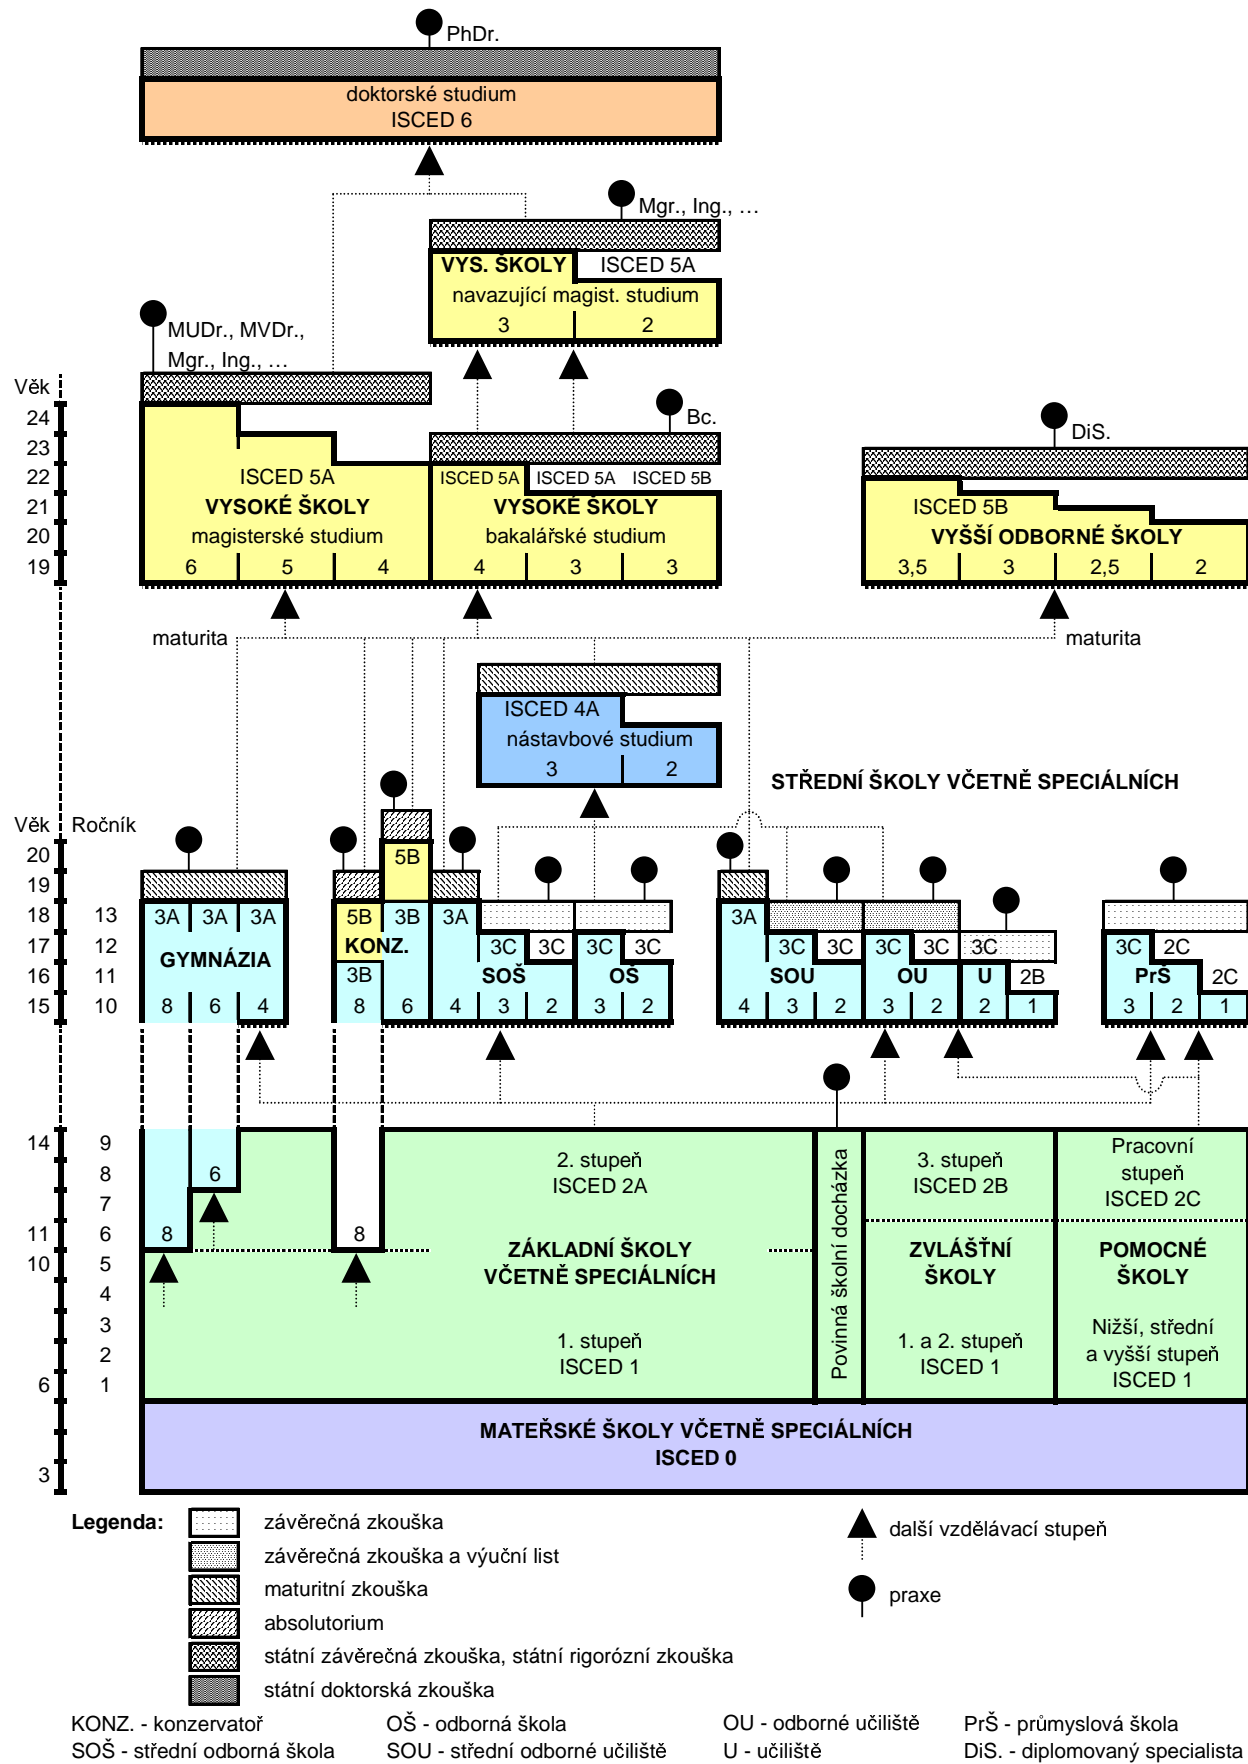 PhDr.
doktorské studium
ISCED 6
Mgr., Ing., …
VYS. ŠKOLY ISCED 5A
navazující magist. studium
3 2
MUDr., MVDr.,
Mgr., Ing., …
Věk
24
23
22
21
20
19
Bc.
DiS.
ISCED 5A
VYSOKÉ ŠKOLY
magisterské studium
6 5 4
ISCED 5A ISCED 5A ISCED 5B
VYSOKÉ ŠKOLY
bakalářské studium
4 3 3
ISCED 5B
VYŠŠÍ ODBORNÉ ŠKOLY
3,5 3 2,5 2
maturita
maturita
ISCED 4A
nástavbové studium
3 2
STŘEDNÍ ŠKOLY VČETNĚ SPECIÁLNÍCH
Věk Ročník
20
19
18 13
17 12
16 11
15 10
3A 3A 3A
GYMNÁZIA
8 6 4
5B
5B 3B
KONZ.
3B
8 6
3A
3C 3C
SOŠ
4 3 2
3C 3C
OŠ
3 2
3A
3C 3C
SOU
4 3 2
3C 3C
OU
3 2
3C
U 2B
2 1
3C 2C
PrŠ 2C
3 2 1
14 9
8
7
11 6
10 5
4
3
2
6 1
3
6
8
8
2. stupeň
ISCED 2A
ZÁKLADNÍ ŠKOLY
VČETNĚ SPECIÁLNÍCH
1. stupeň
ISCED 1
Povinná školní docházka
3. stupeň
ISCED 2B
ZVLÁŠTNÍ
ŠKOLY
1. a 2. stupeň
ISCED 1
Pracovní
stupeň
ISCED 2C
POMOCNÉ
ŠKOLY
Nižší, střední
a vyšší stupeň
ISCED 1
MATEŘSKÉ ŠKOLY VČETNĚ SPECIÁLNÍCH
ISCED 0
Legenda:
závěrečná zkouška
závěrečná zkouška a výuční list
maturitní zkouška
absolutorium
státní závěrečná zkouška, státní rigorózní zkouška
státní doktorská zkouška
další vzdělávací stupeň
praxe
KONZ. - konzervatoř OŠ - odborná škola OU - odborné učiliště PrŠ - průmyslová škola
SOŠ - střední odborná škola SOU - střední odborné učiliště U - učiliště DiS. - diplomovaný specialista